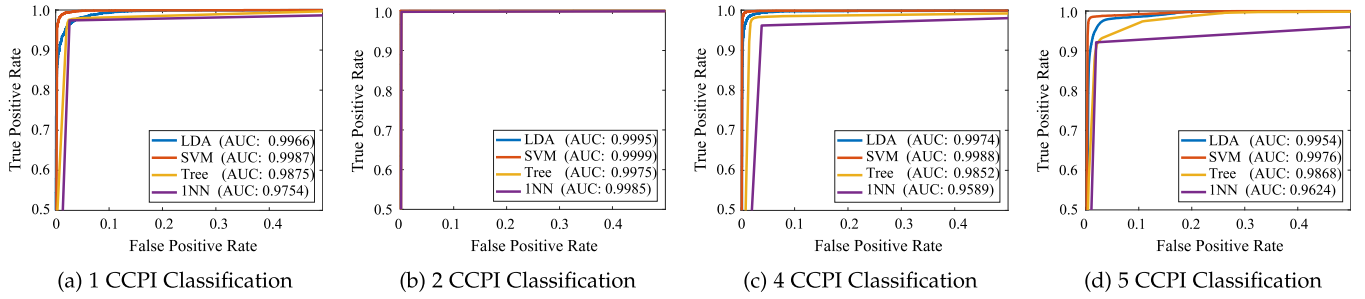 1.0
0.9
0.8
0.7
0.6
0.5
True Positive Rate
LDA (AUC: 0.9966)
SVM (AUC: 0.9987)
Tree (AUC: 0.9875)
1NN (AUC: 0.9754)
0 0.1 0.2 0.3 0.4
False Positive Rate
(a) 1 CCPI Classification
1.0
0.9
0.8
0.7
0.6
0.5
True Positive Rate
LDA (AUC: 0.9995)
SVM (AUC: 0.9999)
Tree (AUC: 0.9975)
1NN (AUC: 0.9985)
0 0.1 0.2 0.3 0.4
False Positive Rate
(b) 2 CCPI Classification
1.0
0.9
0.8
0.7
0.6
0.5
True Positive Rate
LDA (AUC: 0.9974)
SVM (AUC: 0.9988)
Tree (AUC: 0.9852)
1NN (AUC: 0.9589)
0 0.1 0.2 0.3 0.4
False Positive Rate
(c) 4 CCPI Classification
1.0
0.9
0.8
0.7
0.6
0.5
True Positive Rate
LDA (AUC: 0.9954)
SVM (AUC: 0.9976)
Tree (AUC: 0.9868)
1NN (AUC: 0.9624)
0 0.1 0.2 0.3 0.4
False Positive Rate
(d) 5 CCPI Classification